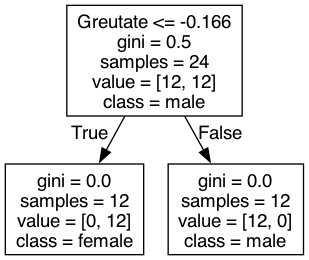 Greutate <= -0.166
gini = 0.5
samples = 24
value = [12, 12]
class = male
True
False
gini = 0.0
samples = 12
value = [0, 12]
class = female
gini = 0.0
samples = 12
value = [12, 0]
class = male